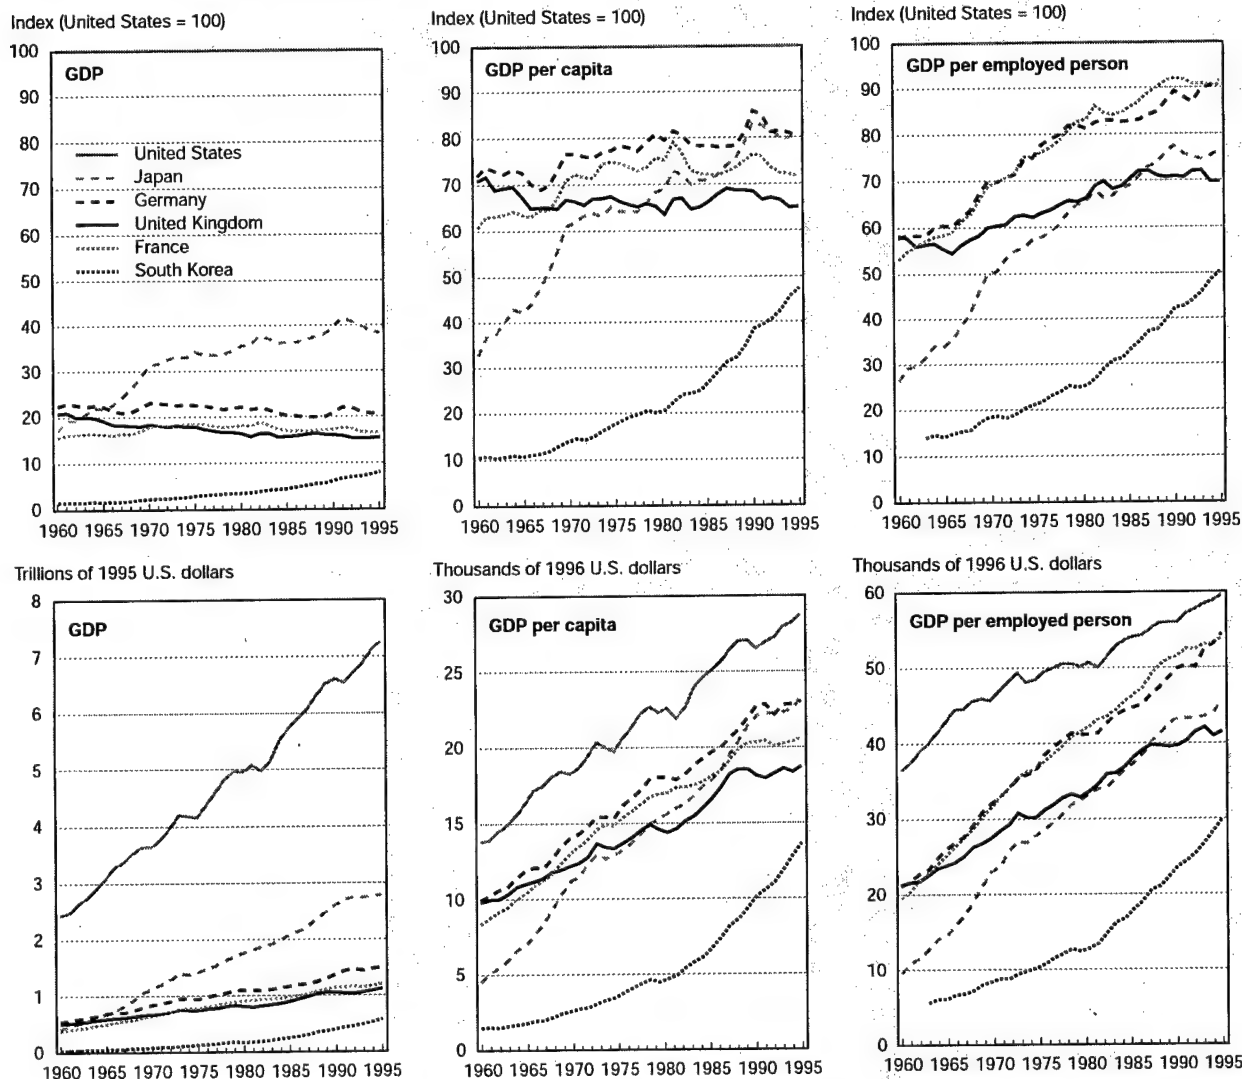 Index (United States = 100)
GDP
100
90
80
70
60
50
40
30
20
10
0
United States
Japan
Germany
United Kingdom
France
South Korea
1960 1965 1970 1975 1980 1985 1990 1995
Index (United States = 100)
GDP per capita
100
90
80
70
60
50
40
30
20
10
0
1960 1965 1970 1975 1980 1985 1990 1995
Index (United States = 100)
GDP per employed person
100
90
80
70
60
50
40
30
20
10
0
1960 1965 1970 1975 1980 1985 1990 1995
Trillions of 1995 U.S. dollars
GDP
8
7
6
5
4
3
2
1
0
1960 1965 1970 1975 1980 1985 1990 1995
Thousands of 1996 U.S. dollars
GDP per capita
30
25
20
15
10
5
0
1960 1965 1970 1975 1980 1985 1990 1995
Thousands of 1996 U.S. dollars
GDP per employed person
60
50
40
30
20
10
0
1960 1965 1970 1975 1980 1985 1990 1995